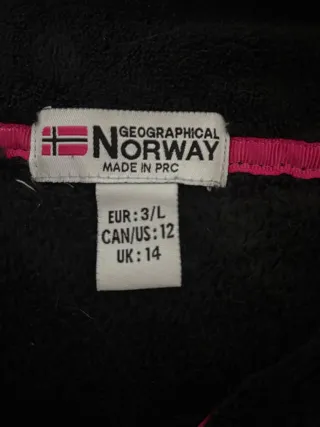 GEOGRAPHICAL
NORWAY
MADE IN PRC
EUR: 3/L
CAN/US: 12
UK: 14